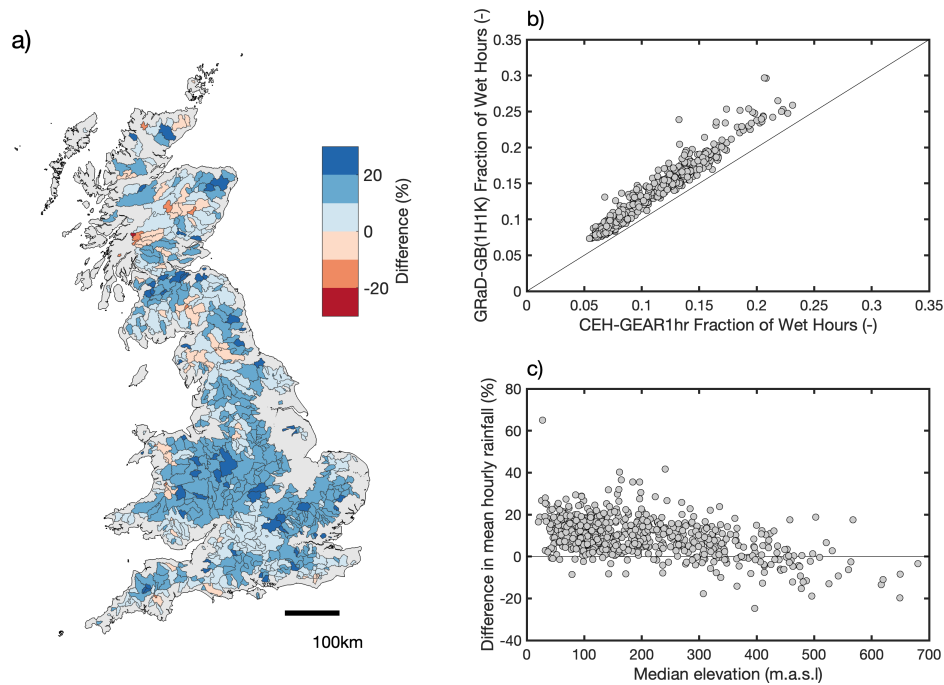 a)
20
0
-20
Difference (%)
100km
b)
GRaD-GB(1H1K) Fraction of Wet Hours (-)
0.35
0.3
0.25
0.2
0.15
0.1
0.05
0
0 0.05 0.1 0.15 0.2 0.25 0.3 0.35
CEH-GEAR1hr Fraction of Wet Hours (-)
c)
Difference in mean hourly rainfall (%)
80
60
40
20
0
-20
-40
0 100 200 300 400 500 600 700
Median elevation (m.a.s.l)